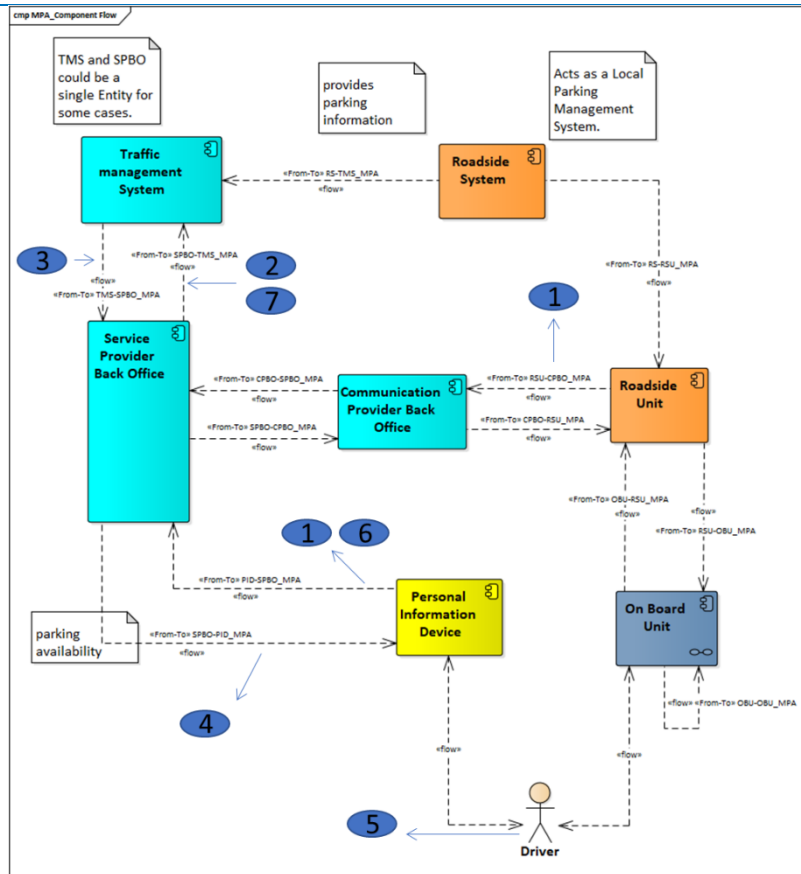 cmp MPA_Component Flow
TMS and SPBO
could be a
single Entity for
some cases.
provides
parking
information
Acts as a Local
Parking
Management
System.
Traffic
management
System
«From-To» RS-TMS_MPA
«flow»
Roadside
System
3
«From-To» SPBO-TMS_MPA
«flow»
2
7
«flow»
«From-To» TMS-SPBO_MPA
«From-To» RS-RSU_MPA
«flow»
1
Service
Provider
Back Office
«From-To» CPBO-SPBO_MPA
«flow»
«From-To» SPBO-CPBO_MPA
«flow»
Communication
Provider Back
Office
«From-To» RSU-CPBO_MPA
«flow»
«From-To» CPBO-RSU_MPA
«flow»
Roadside
Unit
«From-To» OBU-RSU_MPA
«flow»
«flow»
«From-To» RSU-OBU_MPA
1
6
«From-To» PID-SPBO_MPA
«flow»
Personal
Information
Device
On Board
Unit
parking
availability
«From-To» SPBO-PID_MPA
«flow»
4
«flow» «From-To» OBU-OBU_MPA
«flow»
«flow»
5
Driver